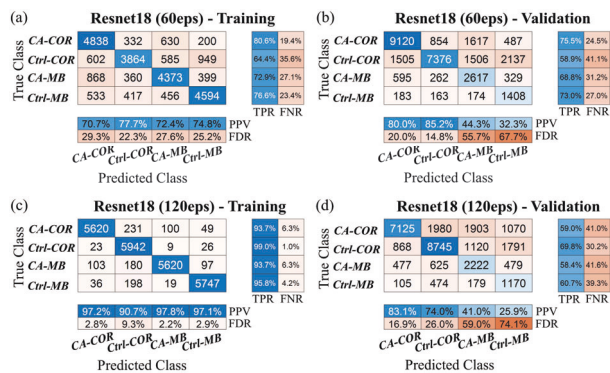 (a) Resnet18 (60eps) - Training
True Class
CA-COR 4838 332 630 200 80.6% 19.4%
Ctrl-COR 602 3864 585 949 64.4% 35.6%
CA-MB 868 360 4373 399 72.9% 27.1%
Ctrl-MB 533 417 456 4594 76.6% 23.4%
TPR FNR
70.7% 77.7% 72.4% 74.8% PPV
29.3% 22.3% 27.6% 25.2% FDR
CA-COR Ctrl-COR CA-MB Ctrl-MB
Predicted Class
(b) Resnet18 (60eps) - Validation
True Class
CA-COR 9120 854 1617 487 75.5% 24.5%
Ctrl-COR 1505 7376 1506 2137 58.9% 41.1%
CA-MB 595 262 2617 329 68.8% 31.2%
Ctrl-MB 183 163 174 1408 73.0% 27.0%
TPR FNR
80.0% 85.2% 44.3% 32.3% PPV
20.0% 14.8% 55.7% 67.7% FDR
CA-COR Ctrl-COR CA-MB Ctrl-MB
Predicted Class
(c) Resnet18 (120eps) - Training
True Class
CA-COR 5620 231 100 49 93.7% 6.3%
Ctrl-COR 23 5942 9 26 99.0% 1.0%
CA-MB 103 180 5620 97 93.7% 6.3%
Ctrl-MB 36 198 19 5747 95.8% 4.2%
TPR FNR
97.2% 90.7% 97.8% 97.1% PPV
2.8% 9.3% 2.2% 2.9% FDR
CA-COR Ctrl-COR CA-MB Ctrl-MB
Predicted Class
(d) Resnet18 (120eps) - Validation
True Class
CA-COR 7125 1980 1903 1070 59.0% 41.0%
Ctrl-COR 868 8745 1120 1791 69.8% 30.2%
CA-MB 477 625 2222 479 58.4% 41.6%
Ctrl-MB 105 474 179 1170 60.7% 39.3%
TPR FNR
83.1% 74.0% 41.0% 25.9% PPV
16.9% 26.0% 59.0% 74.1% FDR
CA-COR Ctrl-COR CA-MB Ctrl-MB
Predicted Class